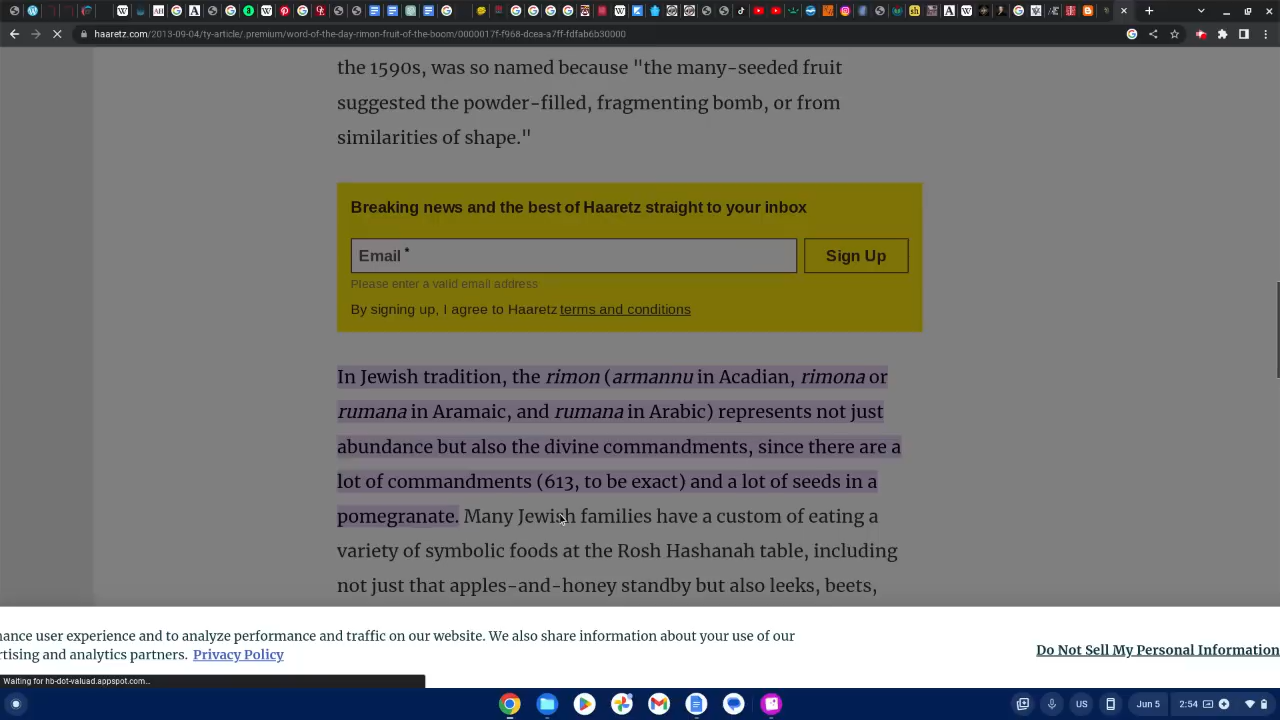 haaretz.com/2013-09-04/ty-article/.premium/word-of-the-day-rimon-fruit-of-the-boom/0000017f-f968-dcea-a7ff-fdfab6b30000
the 1590s, was so named because "the many-seeded fruit
suggested the powder-filled, fragmenting bomb, or from
similarities of shape."
Breaking news and the best of Haaretz straight to your inbox
Email *
Sign Up
Please enter a valid email address
By signing up, I agree to Haaretz terms and conditions
In Jewish tradition, the rimon (armannu in Acadian, rimona or
rumana in Aramaic, and rumana in Arabic) represents not just
abundance but also the divine commandments, since there are a
lot of commandments (613, to be exact) and a lot of seeds in a
pomegranate. Many Jewish families have a custom of eating a
variety of symbolic foods at the Rosh Hashanah table, including
not just that apples-and-honey standby but also leeks, beets,
nance user experience and to analyze performance and traffic on our website. We also share information about your use of our
rtising and analytics partners. Privacy Policy
Do Not Sell My Personal Information
Waiting for hb-dot-valuad.appspot.com...
US
Jun 5
2:54